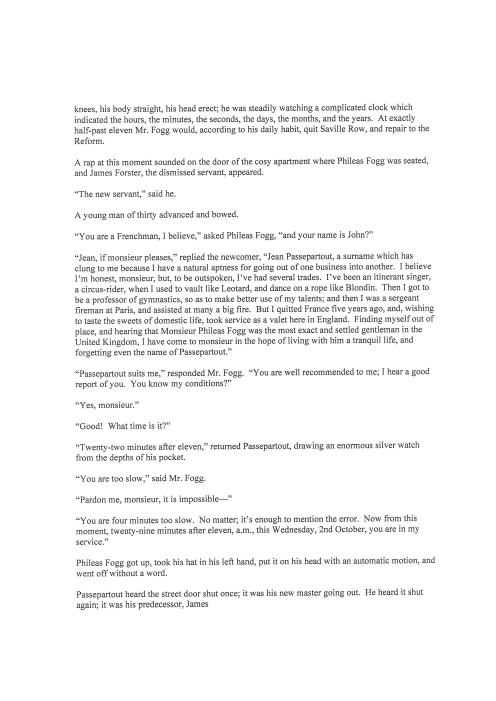 knees, his body straight, his head erect; he was steadily watching a complicated clock which
indicated the hours, the minutes, the seconds, the days, the months, and the years.  At exactly
half-past eleven Mr. Fogg would, according to his daily habit, quit Saville Row, and repair to the
Reform.

A rap at this moment sounded on the door of the cosy apartment where Phileas Fogg was seated,
and James Forster, the dismissed servant, appeared.

“The new servant,” said he.

A young man of thirty advanced and bowed.

“You are a Frenchman, I believe,” asked Phileas Fogg, “and your name is John?”

“Jean, if monsieur pleases,” replied the newcomer, “Jean Passepartout, a surname which has
clung to me because I have a natural aptness for going out of one business into another.  I believe
I’m honest, monsieur, but, to be outspoken, I’ve had several trades.  I’ve been an itinerant singer,
a circus-rider, when I used to vault like Leotard, and dance on a rope like Blondin.  Then I got to
be a professor of gymnastics, so as to make better use of my talents; and then I was a sergeant
fireman at Paris, and assisted at many a big fire.  But I quitted France five years ago, and, wishing
to taste the sweets of domestic life, took service as a valet here in England.  Finding myself out of
place, and hearing that Monsieur Phileas Fogg was the most exact and settled gentleman in the
United Kingdom, I have come to monsieur in the hope of living with him a tranquil life, and
forgetting even the name of Passepartout.”

“Passepartout suits me,” responded Mr. Fogg.  “You are well recommended to me; I hear a good
report of you.  You know my conditions?”

“Yes, monsieur.”

“Good!  What time is it?”

“Twenty-two minutes after eleven,” returned Passepartout, drawing an enormous silver watch
from the depths of his pocket.

“You are too slow,” said Mr. Fogg.

“Pardon me, monsieur, it is impossible—”

“You are four minutes too slow.  No matter; it’s enough to mention the error.  Now from this
moment, twenty-nine minutes after eleven, a.m., this Wednesday, 2nd October, you are in my
service.”

Phileas Fogg got up, took his hat in his left hand, put it on his head with an automatic motion, and
went off without a word.

Passepartout heard the street door shut once; it was his new master going out.  He heard it shut
again; it was his predecessor, James